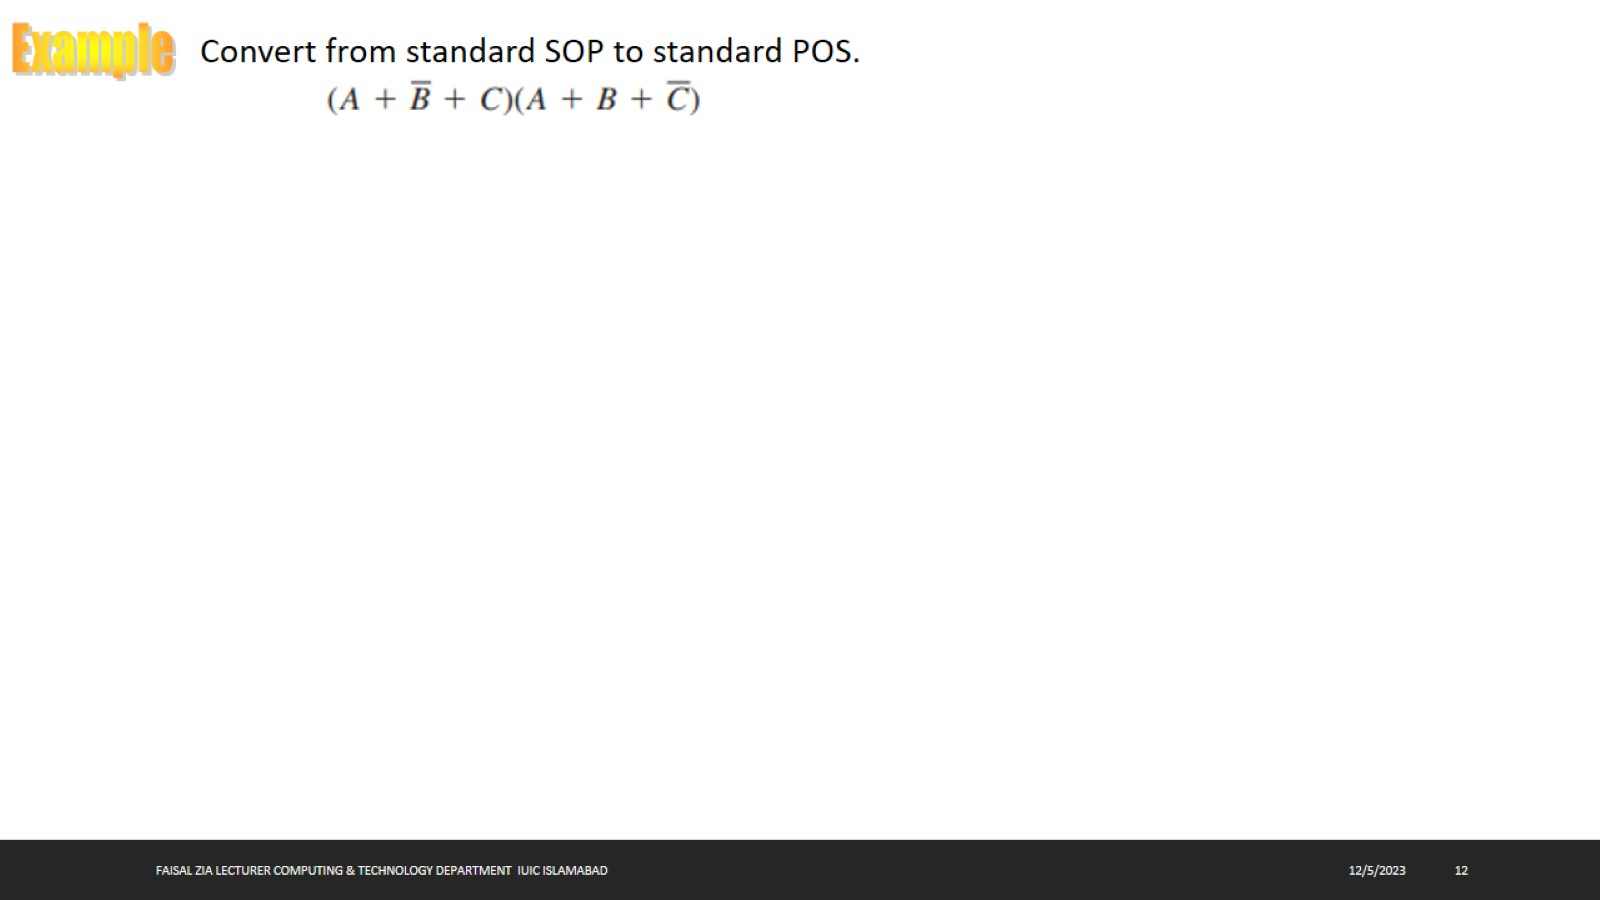 Example Convert from standard SOP to standard POS.
(A + B̅ + C)(A + B + C̅)
FAISAL ZIA LECTURER COMPUTING & TECHNOLOGY DEPARTMENT IUIC ISLAMABAD 12/5/2023 12